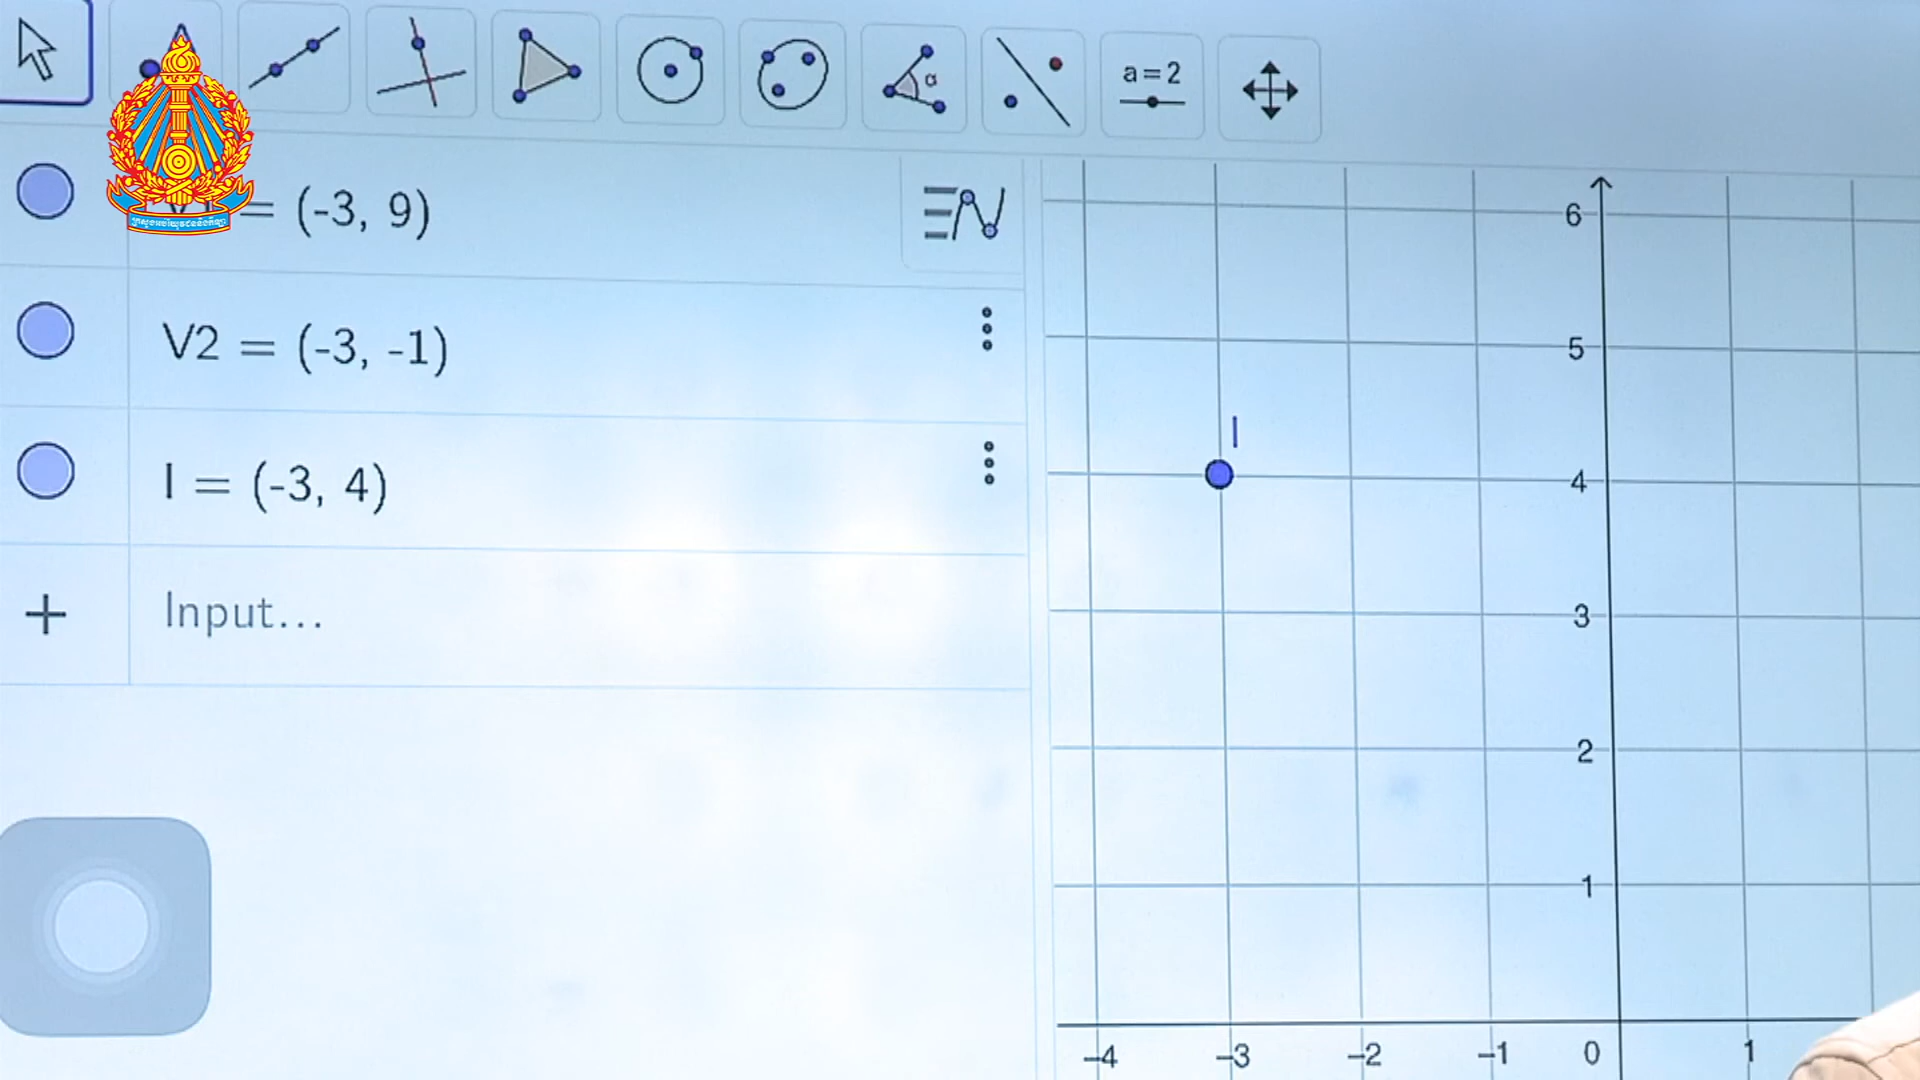 α
a = 2
= (-3, 9)
V2 = (-3, -1)
I = (-3, 4)
Input...
I
6
5
4
3
2
1
-4 -3 -2 -1 0 1